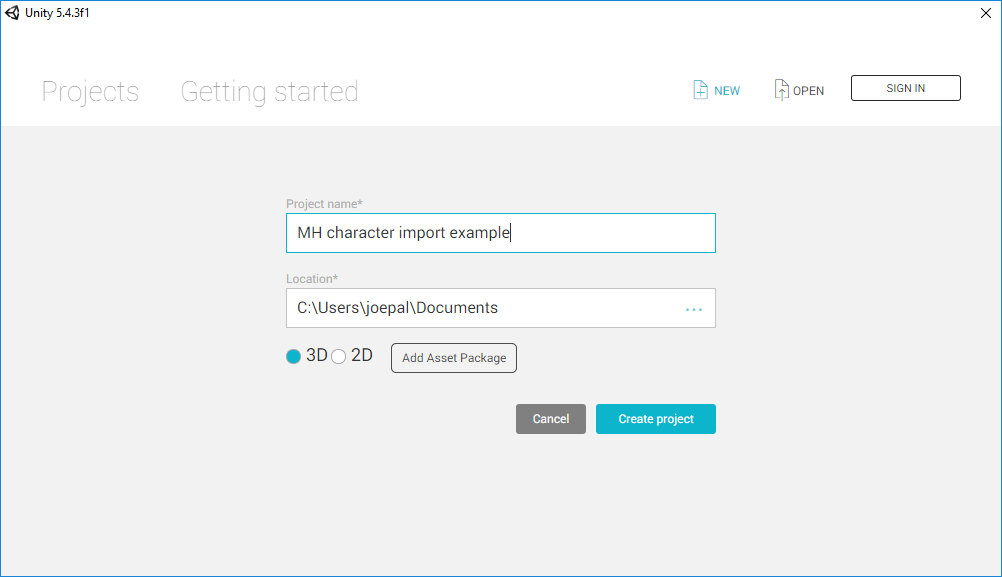 Unity 5.4.3f1
Projects Getting started NEW OPEN SIGN IN
Project name*
MH character import example
Location*
C:\Users\joepal\Documents ...
3D 2D Add Asset Package
Cancel Create project